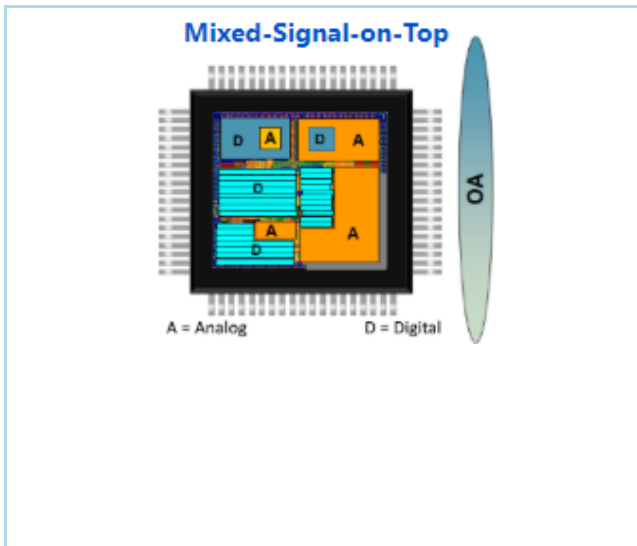 Mixed-Signal-on-Top
D A
D A
D
A
A
D
OA
A = Analog D = Digital